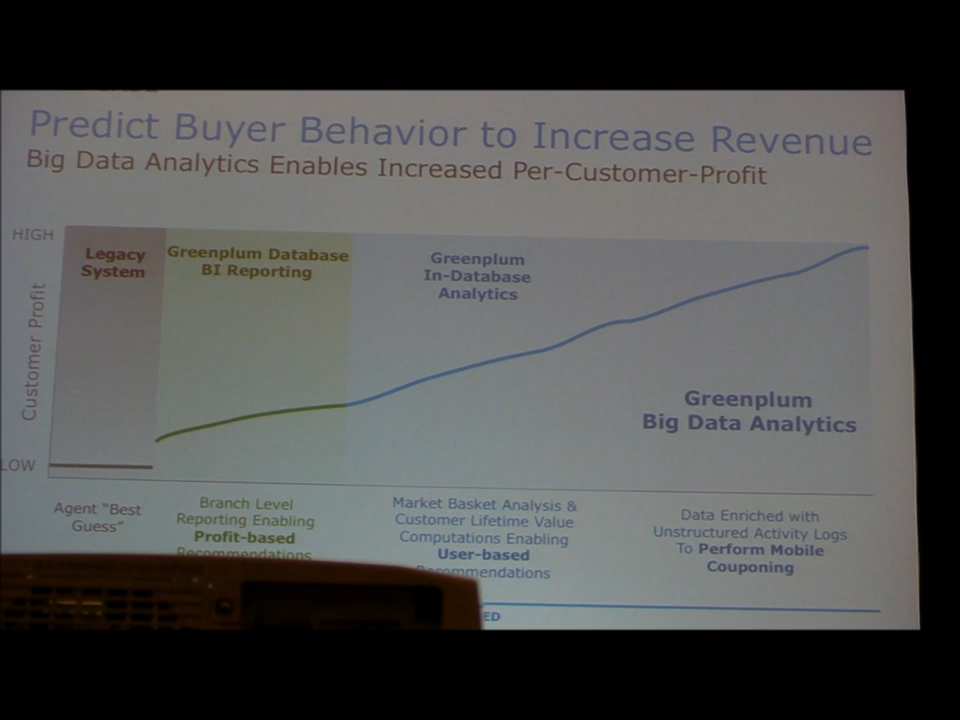 Predict Buyer Behavior to Increase Revenue
Big Data Analytics Enables Increased Per-Customer-Profit
HIGH
Customer Profit
LOW
Legacy
System
Greenplum Database
BI Reporting
Greenplum
In-Database
Analytics
Greenplum
Big Data Analytics
Agent "Best
Guess"
Branch Level
Reporting Enabling
Profit-based
Recommendations
Market Basket Analysis &
Customer Lifetime Value
Computations Enabling
User-based
Recommendations
Data Enriched with
Unstructured Activity Logs
To Perform Mobile
Couponing